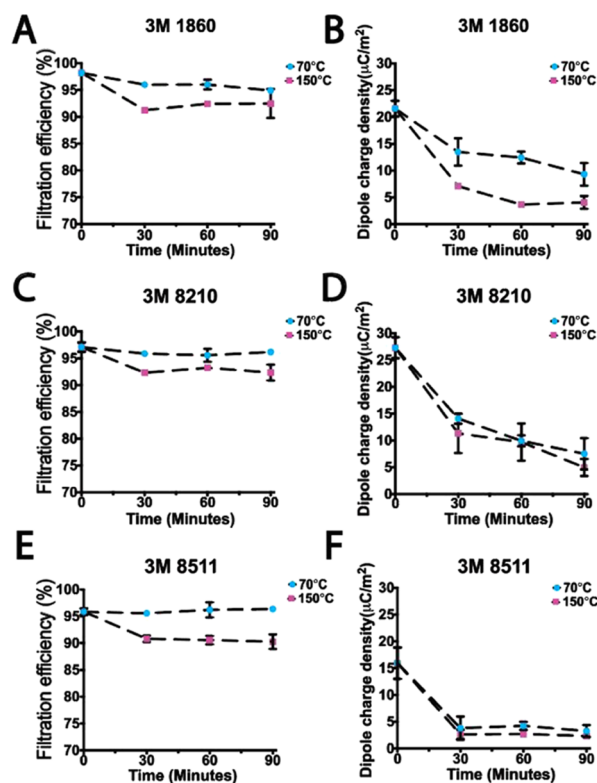 A
3M 1860
Filtration efficiency (%)
100
95
90
85
80
75
70
0
30
60
90
Time (Minutes)
70°C
150°C
B
3M 1860
Dipole charge density(μC/m²)
30
25
20
15
10
5
0
0
30
60
90
Time (Minutes)
70°C
150°C
C
3M 8210
Filtration efficiency (%)
100
95
90
85
80
75
70
0
30
60
90
Time (Minutes)
70°C
150°C
D
3M 8210
Dipole charge density(μC/m²)
30
25
20
15
10
5
0
0
30
60
90
Time (Minutes)
70°C
150°C
E
3M 8511
Filtration efficiency (%)
100
95
90
85
80
75
70
0
30
60
90
Time (Minutes)
70°C
150°C
F
3M 8511
Dipole charge density(μC/m²)
30
25
20
15
10
5
0
0
30
60
90
Time (Minutes)
70°C
150°C